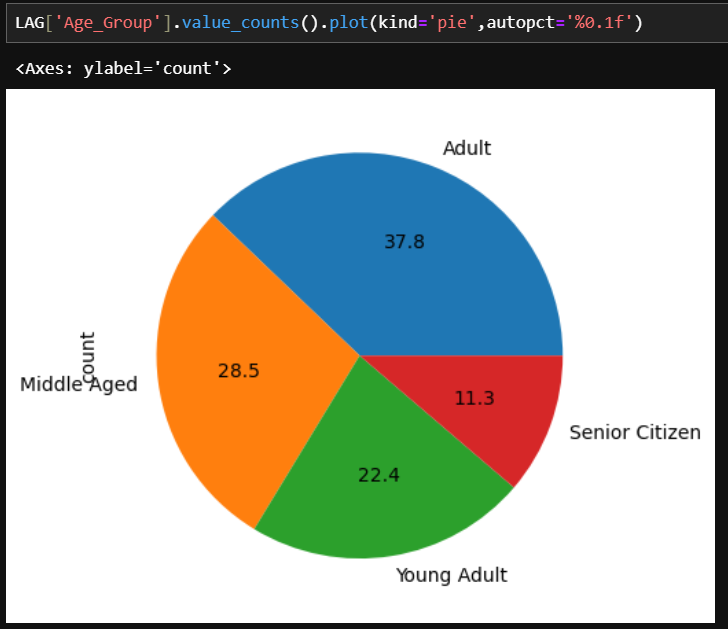 LAG['Age_Group'].value_counts().plot(kind='pie',autopct='%0.1f')
<Axes: ylabel='count'>
Adult
37.8
count
28.5
Middle Aged
11.3
Senior Citizen
22.4
Young Adult